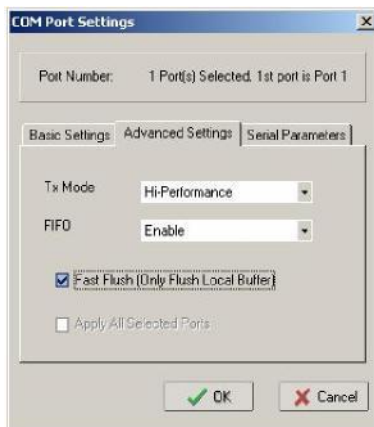 COM Port Settings
Port Number: 1 Port(s) Selected. 1st port is Port 1
Basic Settings Advanced Settings Serial Parameters
Tx Mode Hi-Performance
FIFO Enable
Fast Flush (Only Flush Local Buffer)
Apply All Selected Ports
OK Cancel